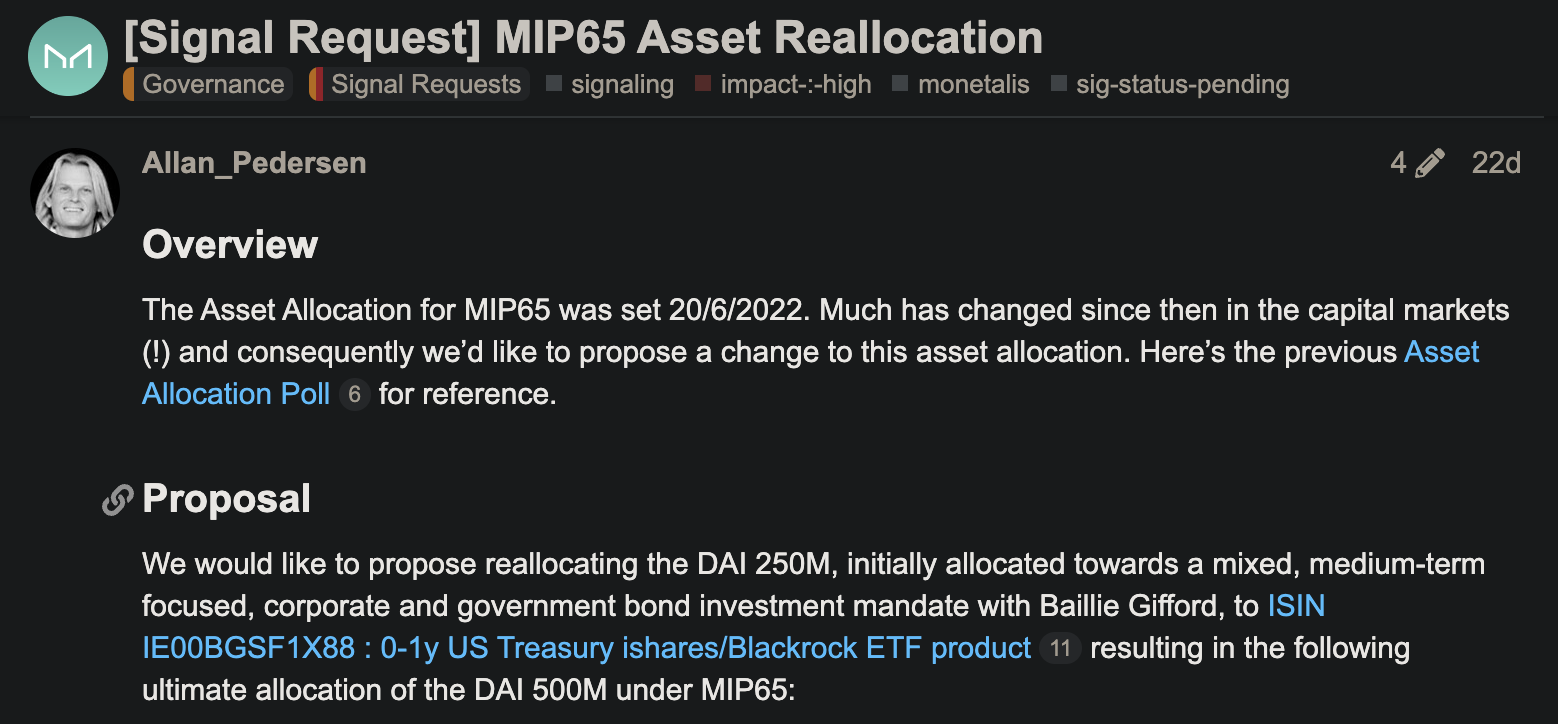 [Signal Request] MIP65 Asset Reallocation
Governance Signal Requests signaling impact-:-high monetalis sig-status-pending
Allan_Pedersen 4 22d
Overview
The Asset Allocation for MIP65 was set 20/6/2022. Much has changed since then in the capital markets
(!) and consequently we’d like to propose a change to this asset allocation. Here’s the previous Asset
Allocation Poll 6 for reference.
Proposal
We would like to propose reallocating the DAI 250M, initially allocated towards a mixed, medium-term
focused, corporate and government bond investment mandate with Baillie Gifford, to ISIN
IE00BGSF1X88 : 0-1y US Treasury ishares/Blackrock ETF product 11 resulting in the following
ultimate allocation of the DAI 500M under MIP65: